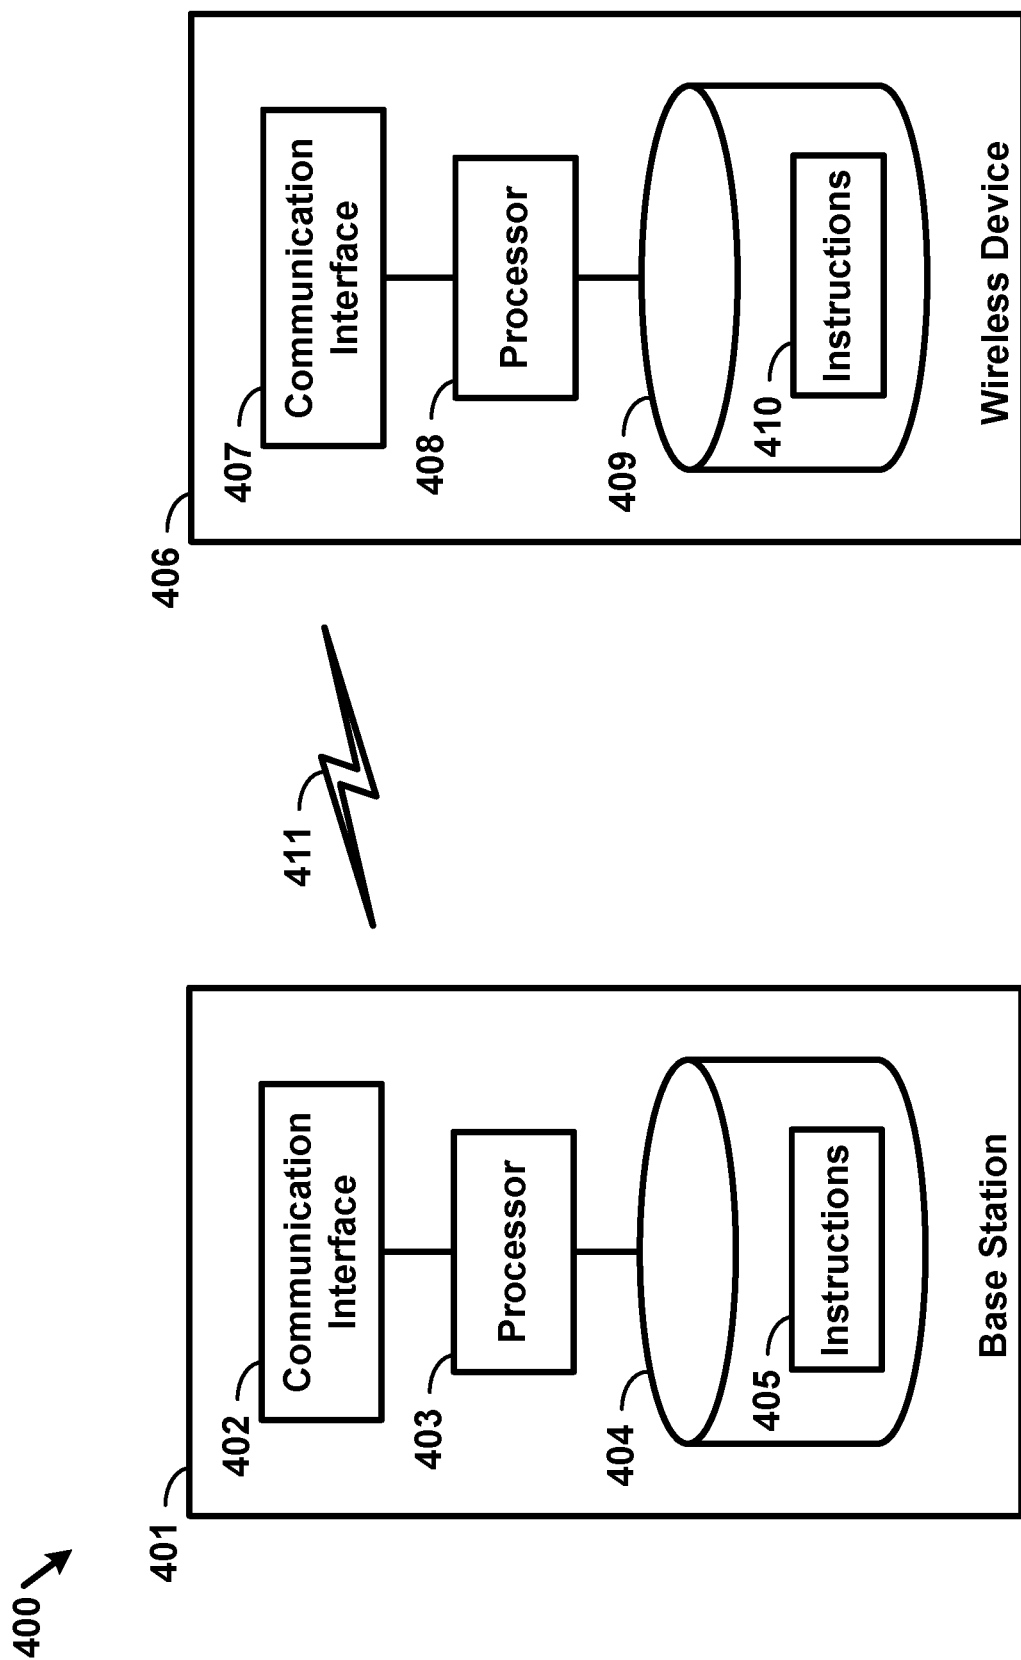 400
401
402
Communication
Interface
403
Processor
404
405
Instructions
Base Station
411
406
407
Communication
Interface
408
Processor
409
410
Instructions
Wireless Device